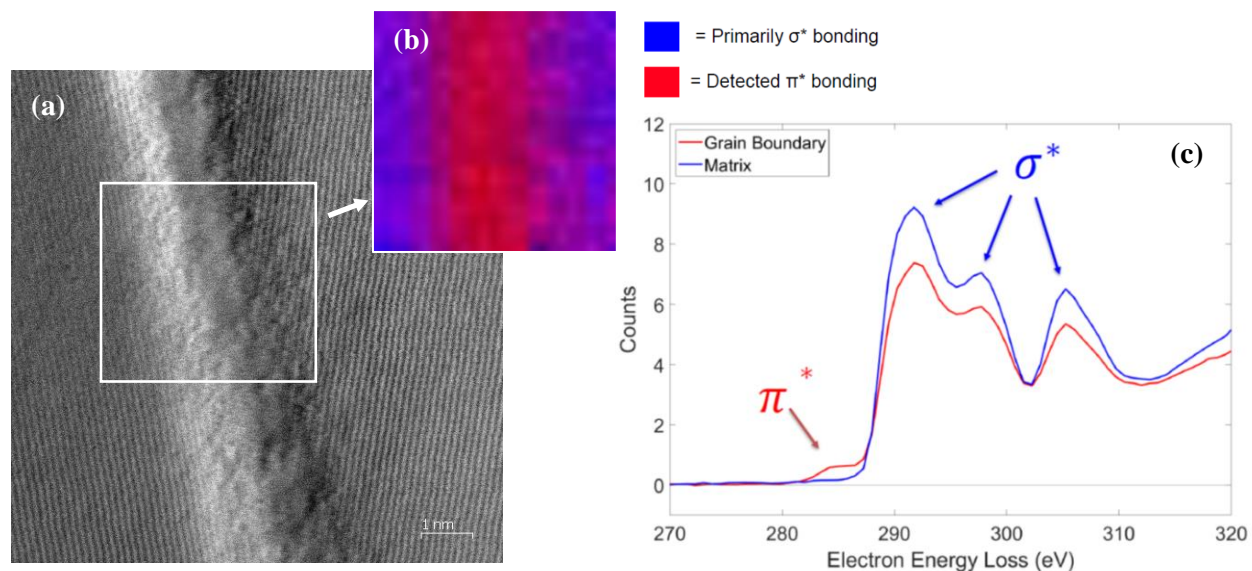 (a)
1 nm
(b)
= Primarily σ* bonding
= Detected π* bonding
(c)
Grain Boundary
Matrix
σ*
π*
Counts
12
10
8
6
4
2
0
270
280
290
300
310
320
Electron Energy Loss (eV)